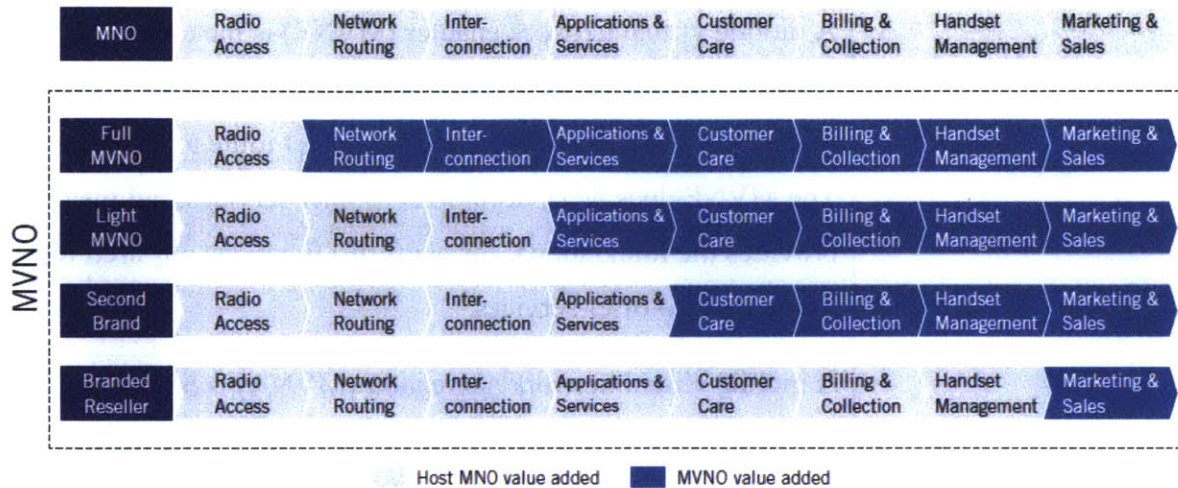 MNO
Radio Access
Network Routing
Inter-connection
Applications & Services
Customer Care
Billing & Collection
Handset Management
Marketing & Sales
MVNO
Full MVNO
Radio Access
Network Routing
Inter-connection
Applications & Services
Customer Care
Billing & Collection
Handset Management
Marketing & Sales
Light MVNO
Radio Access
Network Routing
Inter-connection
Applications & Services
Customer Care
Billing & Collection
Handset Management
Marketing & Sales
Second Brand
Radio Access
Network Routing
Inter-connection
Applications & Services
Customer Care
Billing & Collection
Handset Management
Marketing & Sales
Branded Reseller
Radio Access
Network Routing
Inter-connection
Applications & Services
Customer Care
Billing & Collection
Handset Management
Marketing & Sales
Host MNO value added
MVNO value added